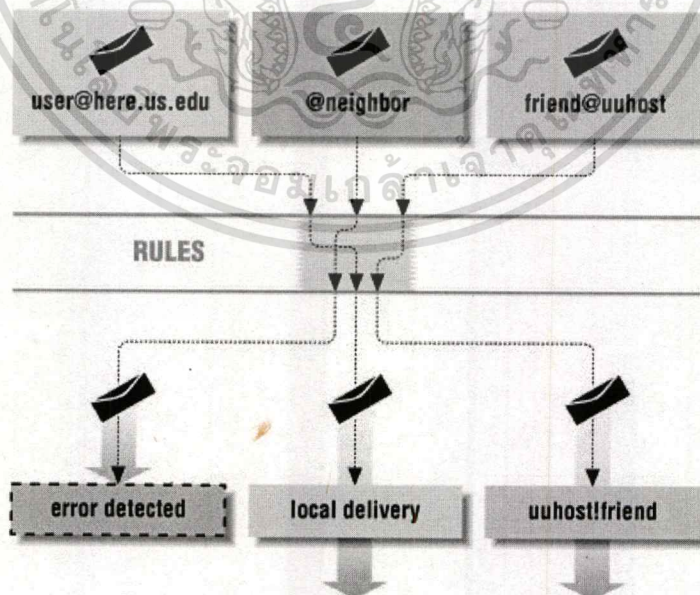 user@here.us.edu
@neighbor
friend@uuhost
RULES
error detected
local delivery
uuhost!friend